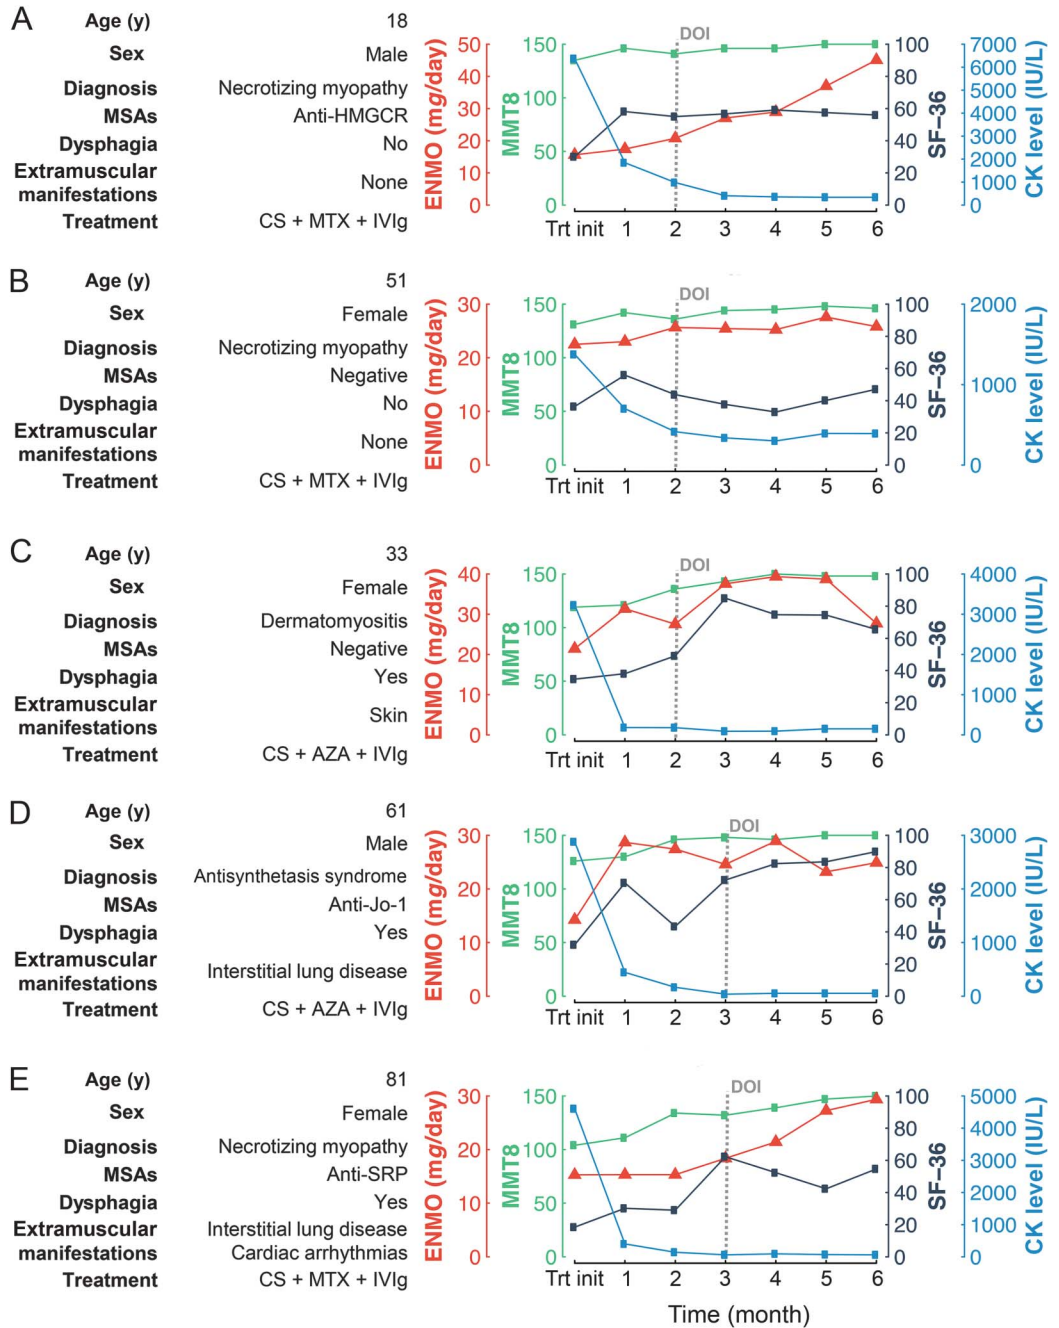 A
Age (y) 18
Sex Male
Diagnosis Necrotizing myopathy
MSAs Anti-HMGCR
Dysphagia No
Extramuscular
manifestations None
Treatment CS + MTX + IVIg
ENMO (mg/day)
50
40
30
20
10
0
MMT8
150
100
50
0
DOI
SF–36
100
80
60
40
20
0
CK level (IU/L)
7000
6000
5000
4000
3000
2000
1000
0
Trt init 1 2 3 4 5 6
B
Age (y) 51
Sex Female
Diagnosis Necrotizing myopathy
MSAs Negative
Dysphagia No
Extramuscular
manifestations None
Treatment CS + MTX + IVIg
ENMO (mg/day)
30
20
10
0
MMT8
150
100
50
0
DOI
SF–36
100
80
60
40
20
0
CK level (IU/L)
2000
1000
0
Trt init 1 2 3 4 5 6
C
Age (y) 33
Sex Female
Diagnosis Dermatomyositis
MSAs Negative
Dysphagia Yes
Extramuscular
manifestations Skin
Treatment CS + AZA + IVIg
ENMO (mg/day)
40
30
20
10
0
MMT8
150
100
50
0
DOI
SF–36
100
80
60
40
20
0
CK level (IU/L)
4000
3000
2000
1000
0
Trt init 1 2 3 4 5 6
D
Age (y) 61
Sex Male
Diagnosis Antisynthetasis syndrome
MSAs Anti-Jo-1
Dysphagia Yes
Extramuscular
manifestations Interstitial lung disease
Treatment CS + AZA + IVIg
ENMO (mg/day)
30
20
10
0
MMT8
150
100
50
0
DOI
SF–36
100
80
60
40
20
0
CK level (IU/L)
3000
2000
1000
0
Trt init 1 2 3 4 5 6
E
Age (y) 81
Sex Female
Diagnosis Necrotizing myopathy
MSAs Anti-SRP
Dysphagia Yes
Extramuscular Interstitial lung disease
manifestations Cardiac arrhythmias
Treatment CS + MTX + IVIg
ENMO (mg/day)
30
20
10
0
MMT8
150
100
50
0
DOI
SF–36
100
80
60
40
20
0
CK level (IU/L)
5000
4000
3000
2000
1000
0
Trt init 1 2 3 4 5 6
Time (month)